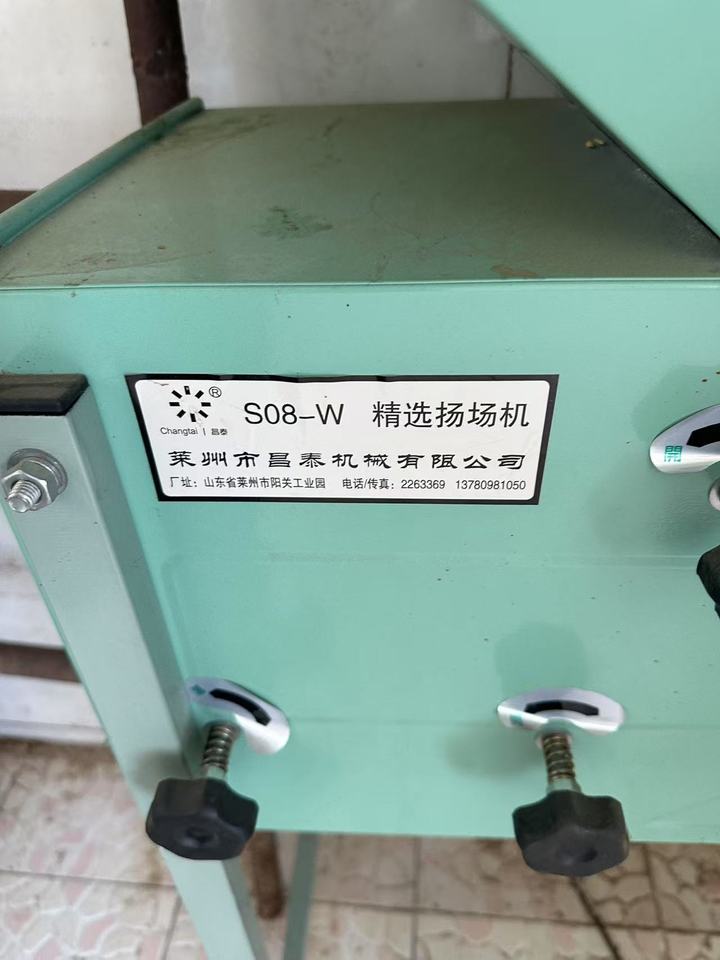 ® S08-W 精选扬场机
Changtai | 昌泰
莱州市昌泰机械有限公司
厂址：山东省莱州市阳关工业园 电话/传真：2263369 13780981050
開